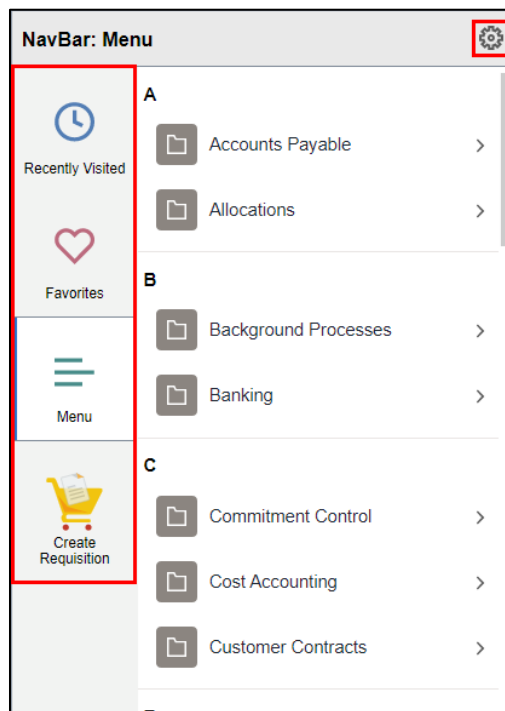 NavBar: Menu
Recently Visited
Favorites
Menu
Create
Requisition
A
Accounts Payable
Allocations
B
Background Processes
Banking
C
Commitment Control
Cost Accounting
Customer Contracts